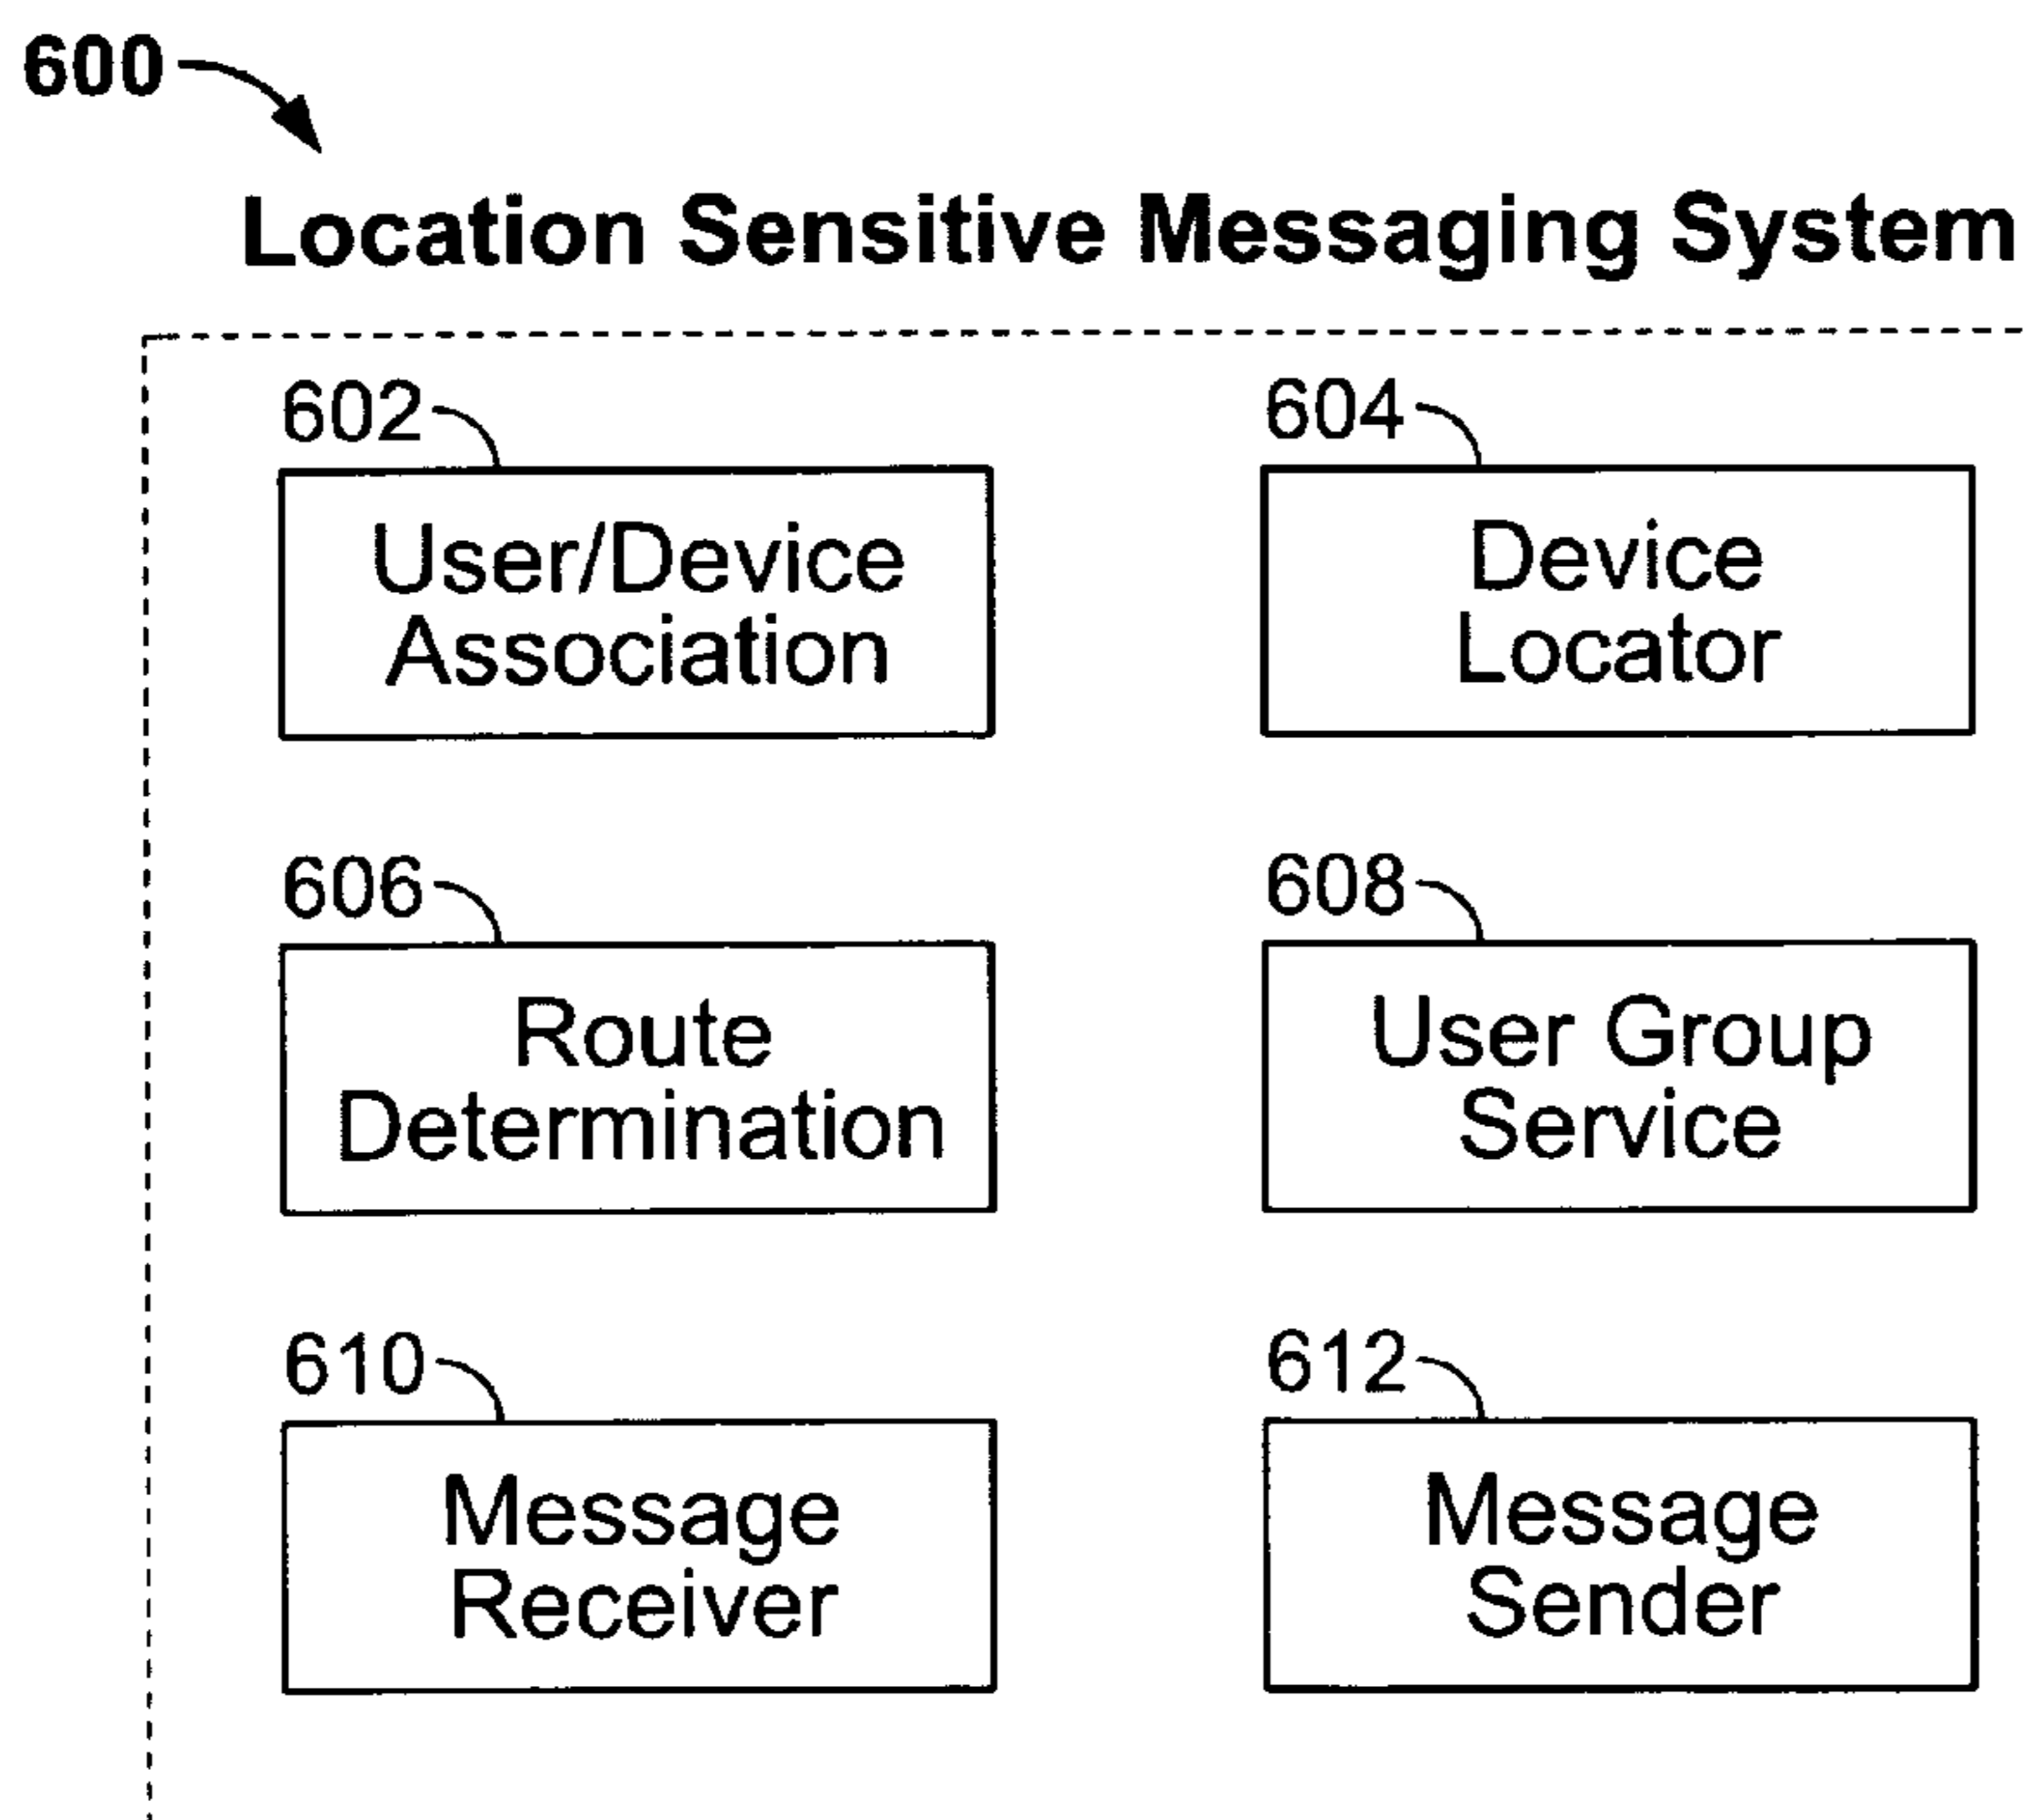 600
Location Sensitive Messaging System
602
User/Device
Association
604
Device
Locator
606
Route
Determination
608
User Group
Service
610
Message
Receiver
612
Message
Sender